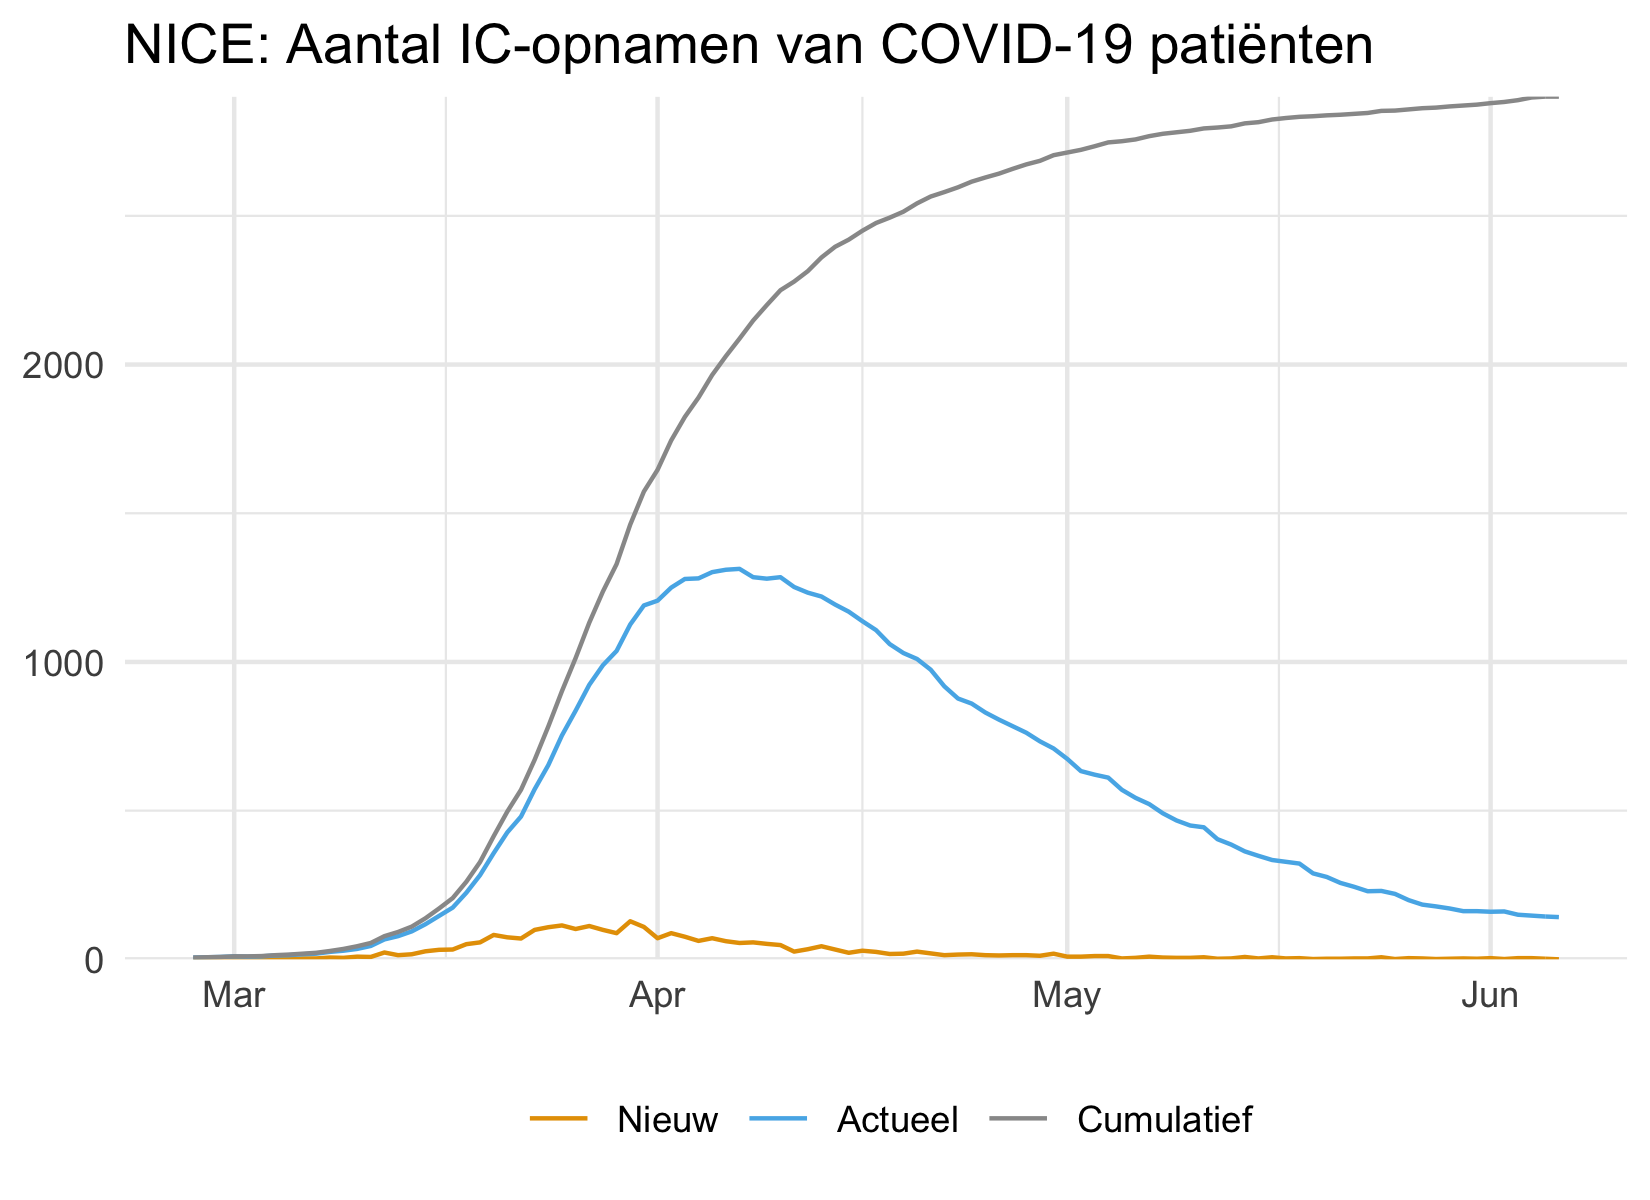 NICE: Aantal IC-opnamen van COVID-19 patiënten
2000
1000
0
Mar Apr May Jun
Nieuw Actueel Cumulatief